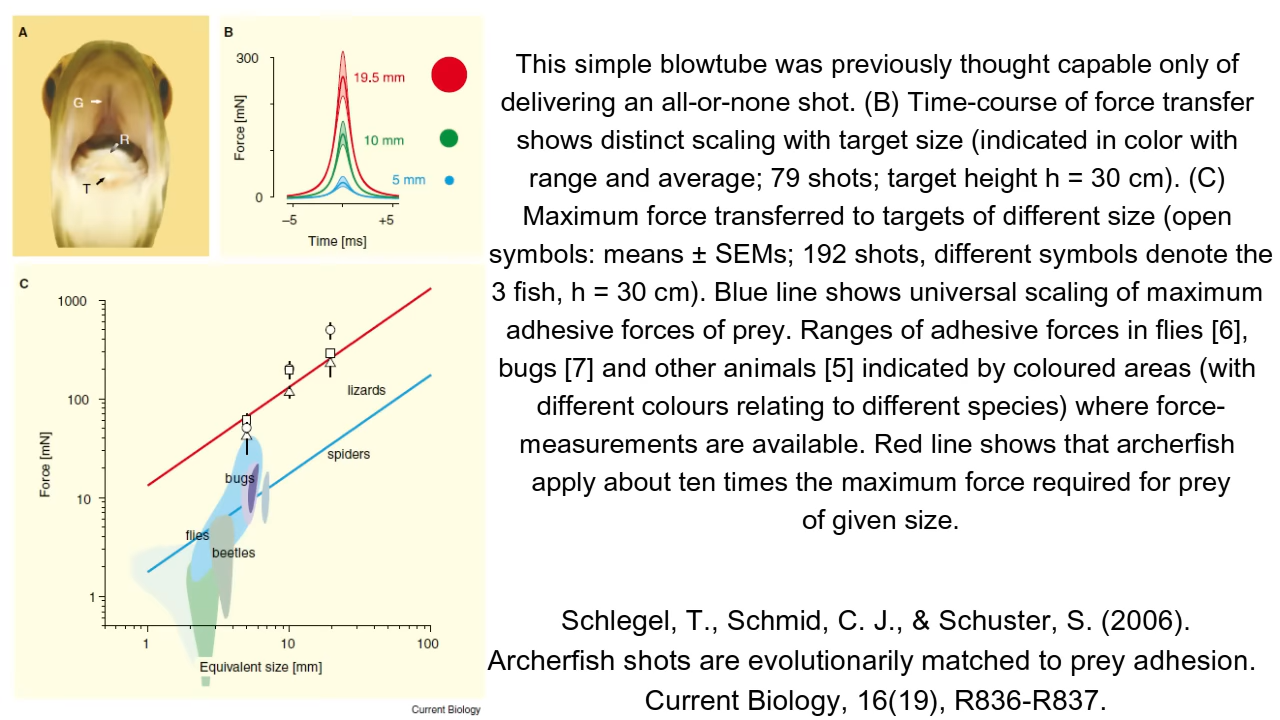 A
G
R
T
B
300
0
Force [mN]
19.5 mm
10 mm
5 mm
–5
+5
Time [ms]
C
1000
100
10
1
Force [mN]
lizards
spiders
bugs
flies
beetles
1
10
100
Equivalent size [mm]
Current Biology
This simple blowtube was previously thought capable only of
delivering an all-or-none shot. (B) Time-course of force transfer
shows distinct scaling with target size (indicated in color with
range and average; 79 shots; target height h = 30 cm). (C)
Maximum force transferred to targets of different size (open
symbols: means ± SEMs; 192 shots, different symbols denote the
3 fish, h = 30 cm). Blue line shows universal scaling of maximum
adhesive forces of prey. Ranges of adhesive forces in flies [6],
bugs [7] and other animals [5] indicated by coloured areas (with
different colours relating to different species) where force-
measurements are available. Red line shows that archerfish
apply about ten times the maximum force required for prey
of given size.
Schlegel, T., Schmid, C. J., & Schuster, S. (2006).
Archerfish shots are evolutionarily matched to prey adhesion.
Current Biology, 16(19), R836-R837.